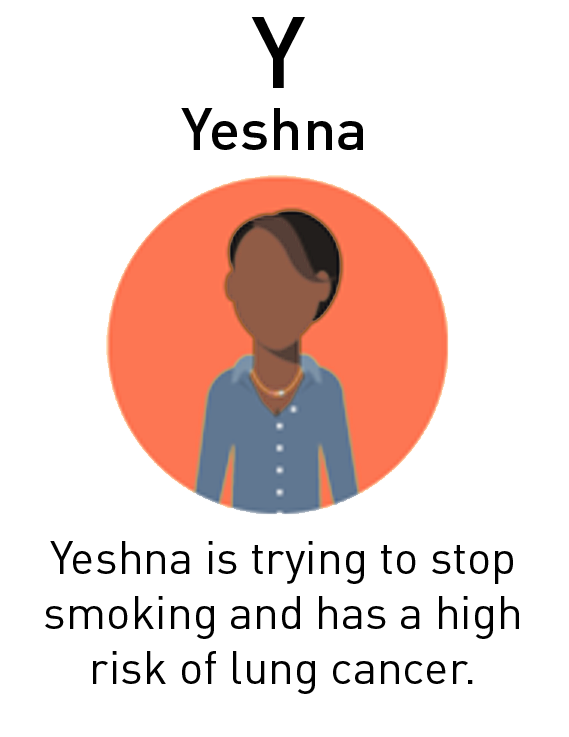 Y
Yeshna
Yeshna is trying to stop
smoking and has a high
risk of lung cancer.